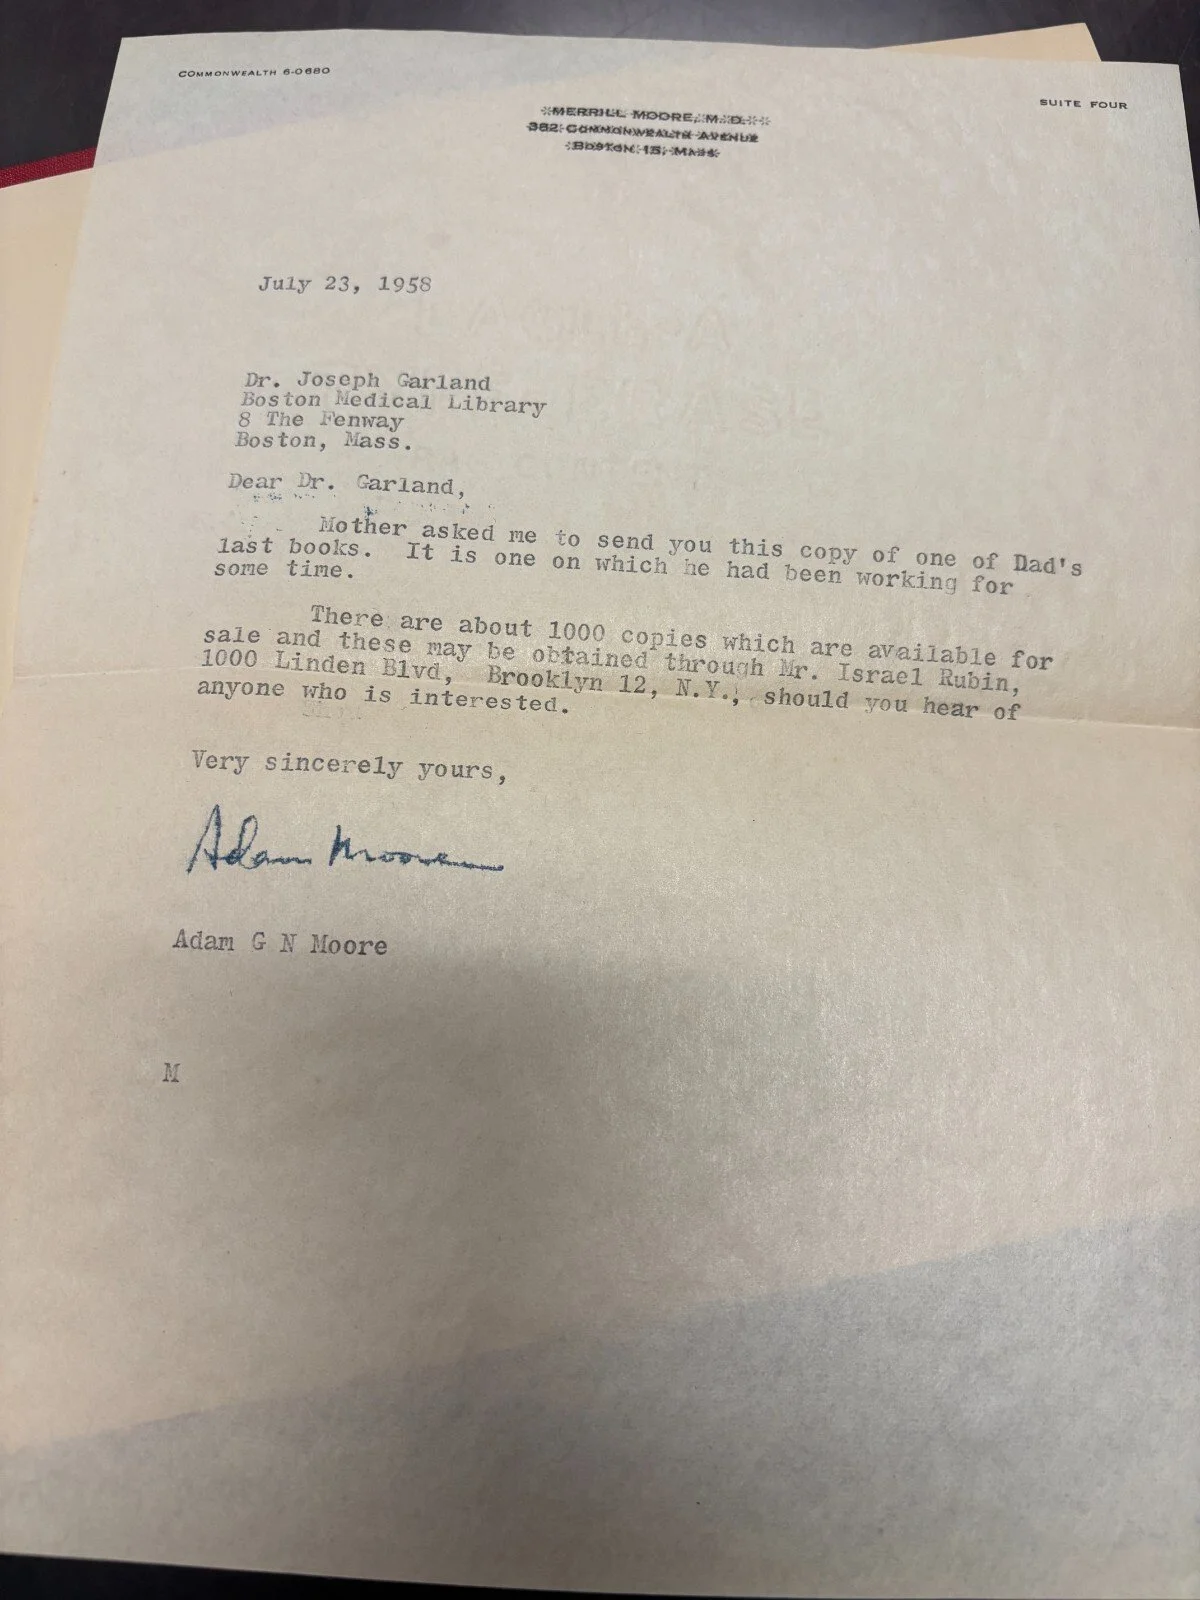 COMMONWEALTH 6-0680
SUITE FOUR
MERRILL MOORE, M. D.
382 COMMONWEALTH AVENUE
BOSTON 15, MASS.
July 23, 1958
Dr. Joseph Garland
Boston Medical Library
8 The Fenway
Boston, Mass.
Dear Dr. Garland,
Mother asked me to send you this copy of one of Dad's
last books. It is one on which he had been working for
some time.
There are about 1000 copies which are available for
sale and these may be obtained through Mr. Israel Rubin,
1000 Linden Blvd, Brooklyn 12, N.Y., should you hear of
anyone who is interested.
Very sincerely yours,
Adam Moore
Adam G N Moore
M